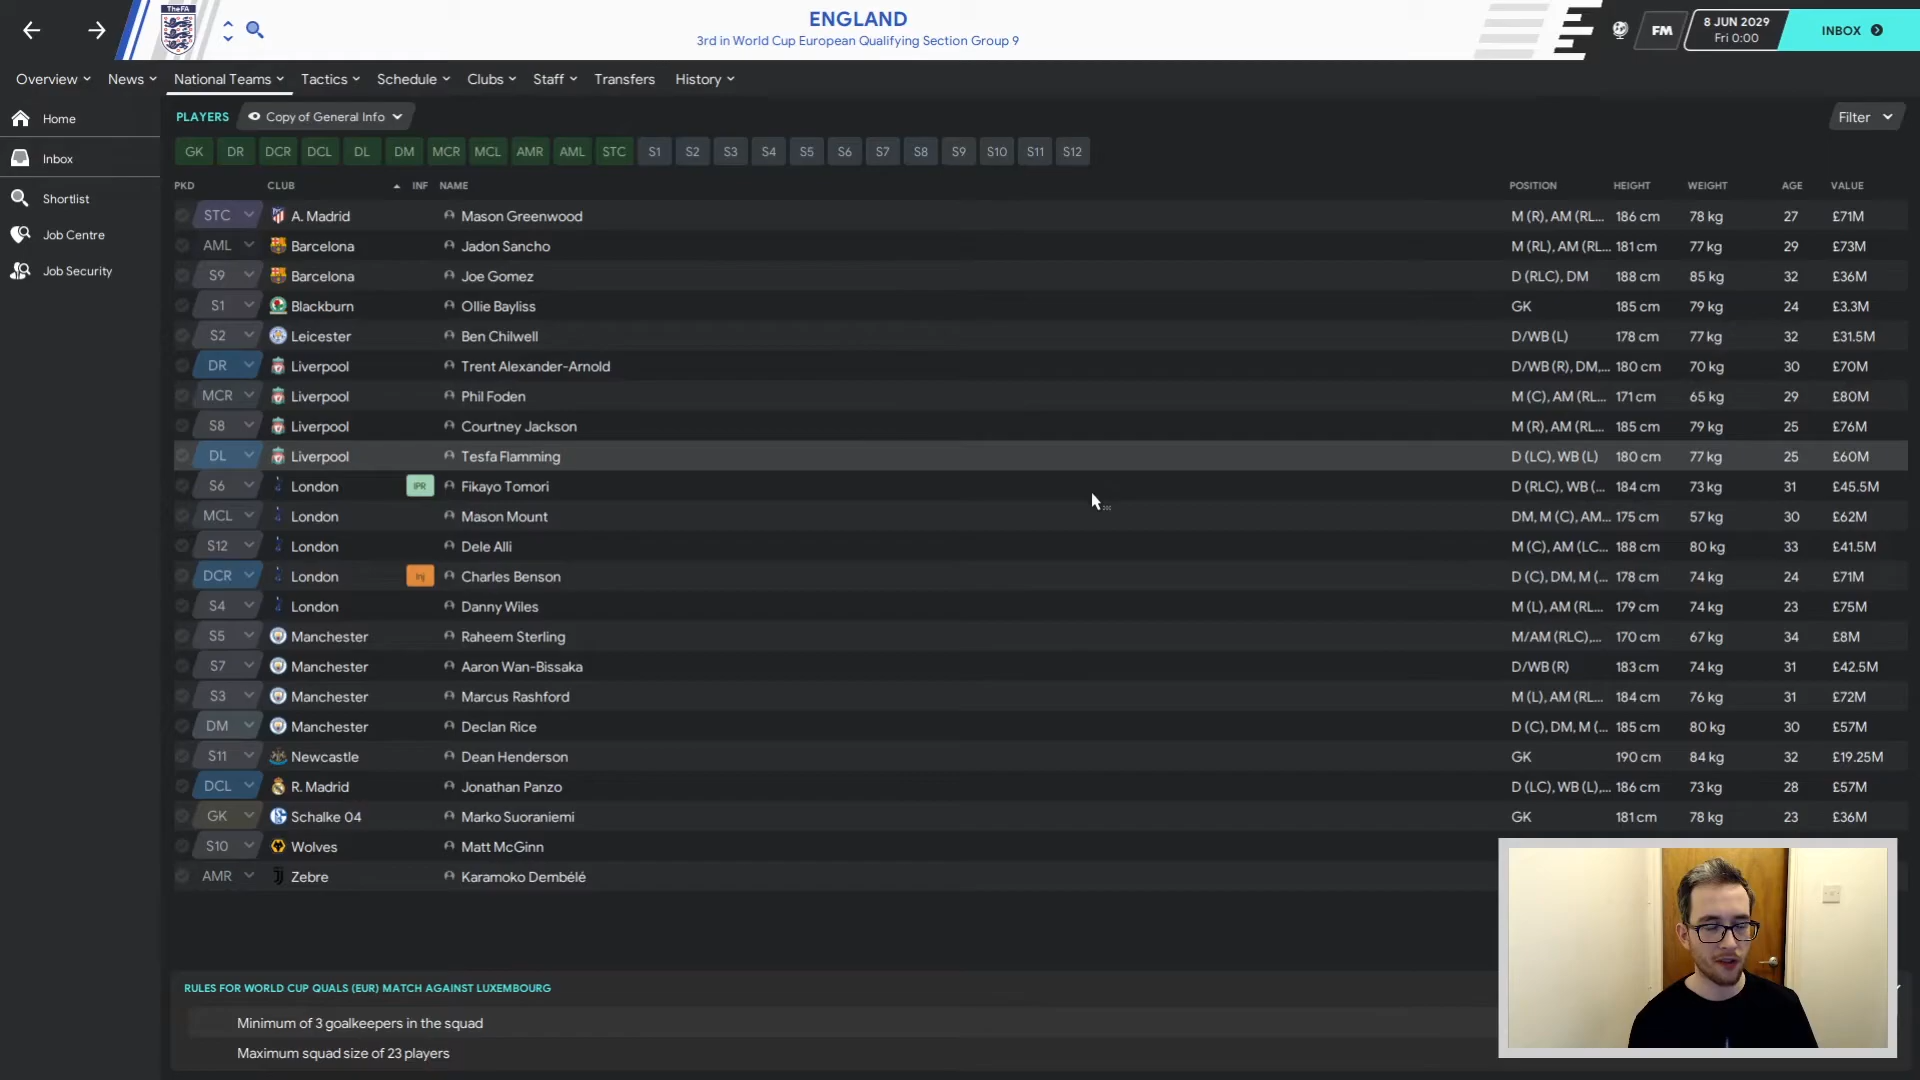 TheFA
ENGLAND
3rd in World Cup European Qualifying Section Group 9
FM
8 JUN 2029
Fri 0:00
INBOX
Overview News National Teams Tactics Schedule Clubs Staff Transfers History
Home
Inbox
Shortlist
Job Centre
Job Security
PLAYERS Copy of General Info Filter
GK DR DCR DCL DL DM MCR MCL AMR AML STC S1 S2 S3 S4 S5 S6 S7 S8 S9 S10 S11 S12
PKD CLUB INF NAME POSITION HEIGHT WEIGHT AGE VALUE
STC A. Madrid Mason Greenwood M (R), AM (RL... 186 cm 78 kg 27 £71M
AML Barcelona Jadon Sancho M (RL), AM (RL... 181 cm 77 kg 29 £73M
S9 Barcelona Joe Gomez D (RLC), DM 188 cm 85 kg 32 £36M
S1 Blackburn Ollie Bayliss GK 185 cm 79 kg 24 £3.3M
S2 Leicester Ben Chilwell D/WB (L) 178 cm 77 kg 32 £31.5M
DR Liverpool Trent Alexander-Arnold D/WB (R), DM,... 180 cm 70 kg 30 £70M
MCR Liverpool Phil Foden M (C), AM (RL... 171 cm 65 kg 29 £80M
S8 Liverpool Courtney Jackson M (R), AM (RL... 185 cm 79 kg 25 £76M
DL Liverpool Tesfa Flamming D (LC), WB (L) 180 cm 77 kg 25 £60M
S6 London IPR Fikayo Tomori D (RLC), WB (... 184 cm 73 kg 31 £45.5M
MCL London Mason Mount DM, M (C), AM... 175 cm 57 kg 30 £62M
S12 London Dele Alli M (C), AM (LC... 188 cm 80 kg 33 £41.5M
DCR London Inj Charles Benson D (C), DM, M (... 178 cm 74 kg 24 £71M
S4 London Danny Wiles M (L), AM (RL... 179 cm 74 kg 23 £75M
S5 Manchester Raheem Sterling M/AM (RLC),... 170 cm 67 kg 34 £8M
S7 Manchester Aaron Wan-Bissaka D/WB (R) 183 cm 74 kg 31 £42.5M
S3 Manchester Marcus Rashford M (L), AM (RL... 184 cm 76 kg 31 £72M
DM Manchester Declan Rice D (C), DM, M (... 185 cm 80 kg 30 £57M
S11 Newcastle Dean Henderson GK 190 cm 84 kg 32 £19.25M
DCL R. Madrid Jonathan Panzo D (LC), WB (L),... 186 cm 73 kg 28 £57M
GK Schalke 04 Marko Suoraniemi GK 181 cm 78 kg 23 £36M
S10 Wolves Matt McGinn
AMR Zebre Karamoko Dembélé
RULES FOR WORLD CUP QUALS (EUR) MATCH AGAINST LUXEMBOURG
Minimum of 3 goalkeepers in the squad
Maximum squad size of 23 players